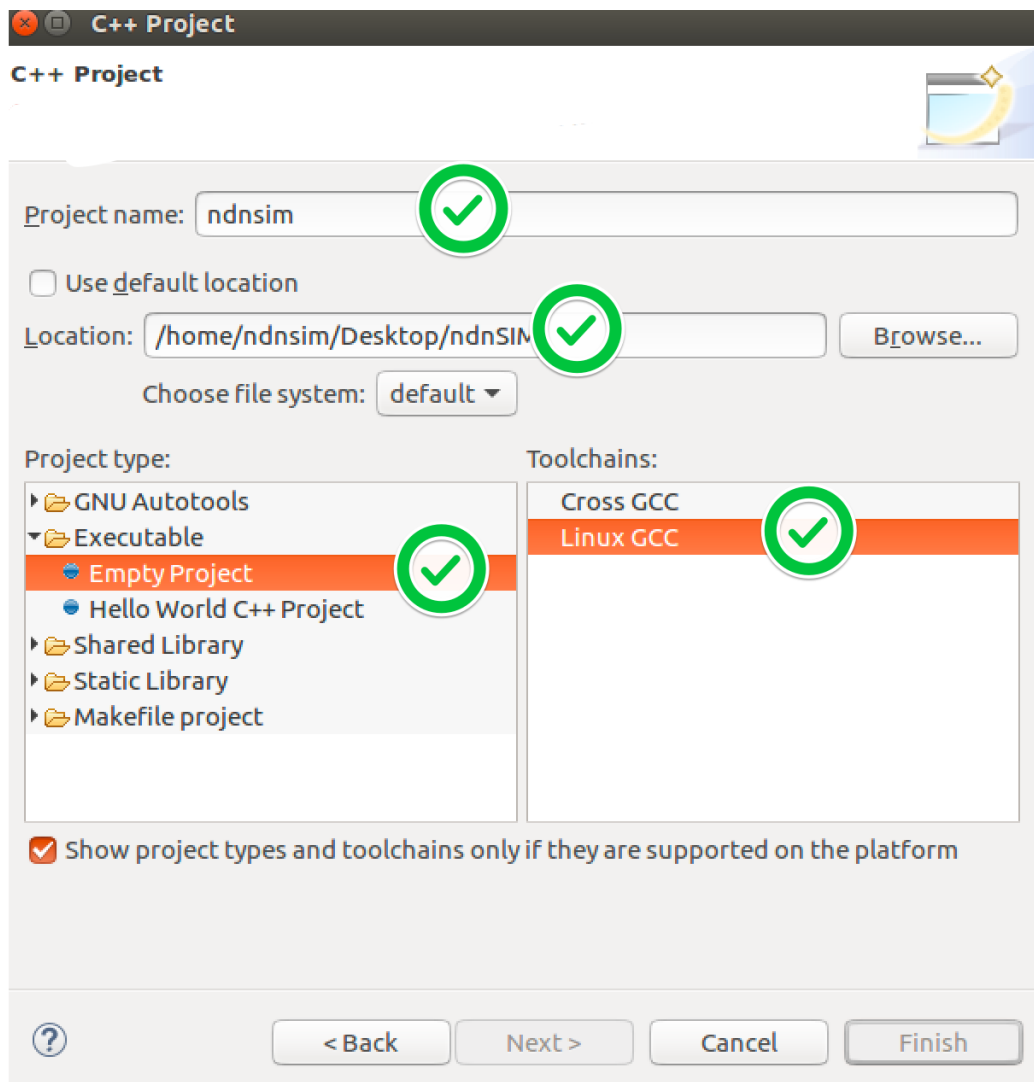 C++ Project
C++ Project
Project name: ndnsim
Use default location
Location: /home/ndnsim/Desktop/ndnSIM Browse...
Choose file system: default
Project type: Toolchains:
GNU Autotools Cross GCC
Executable Linux GCC
Empty Project
Hello World C++ Project
Shared Library
Static Library
Makefile project
Show project types and toolchains only if they are supported on the platform
< Back Next > Cancel Finish